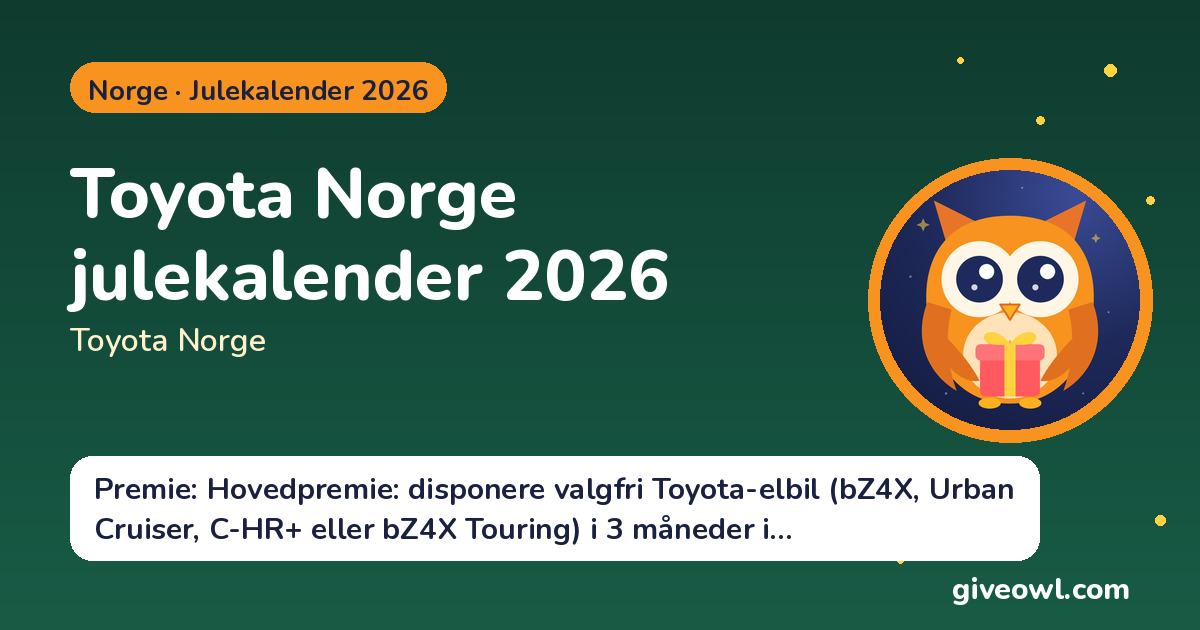 Norge · Julekalender 2026
Toyota Norge
julekalender 2026
Toyota Norge
Premie: Hovedpremie: disponere valgfri Toyota-elbil (bZ4X, Urban
Cruiser, C-HR+ eller bZ4X Touring) i 3 måneder i...
giveowl.com